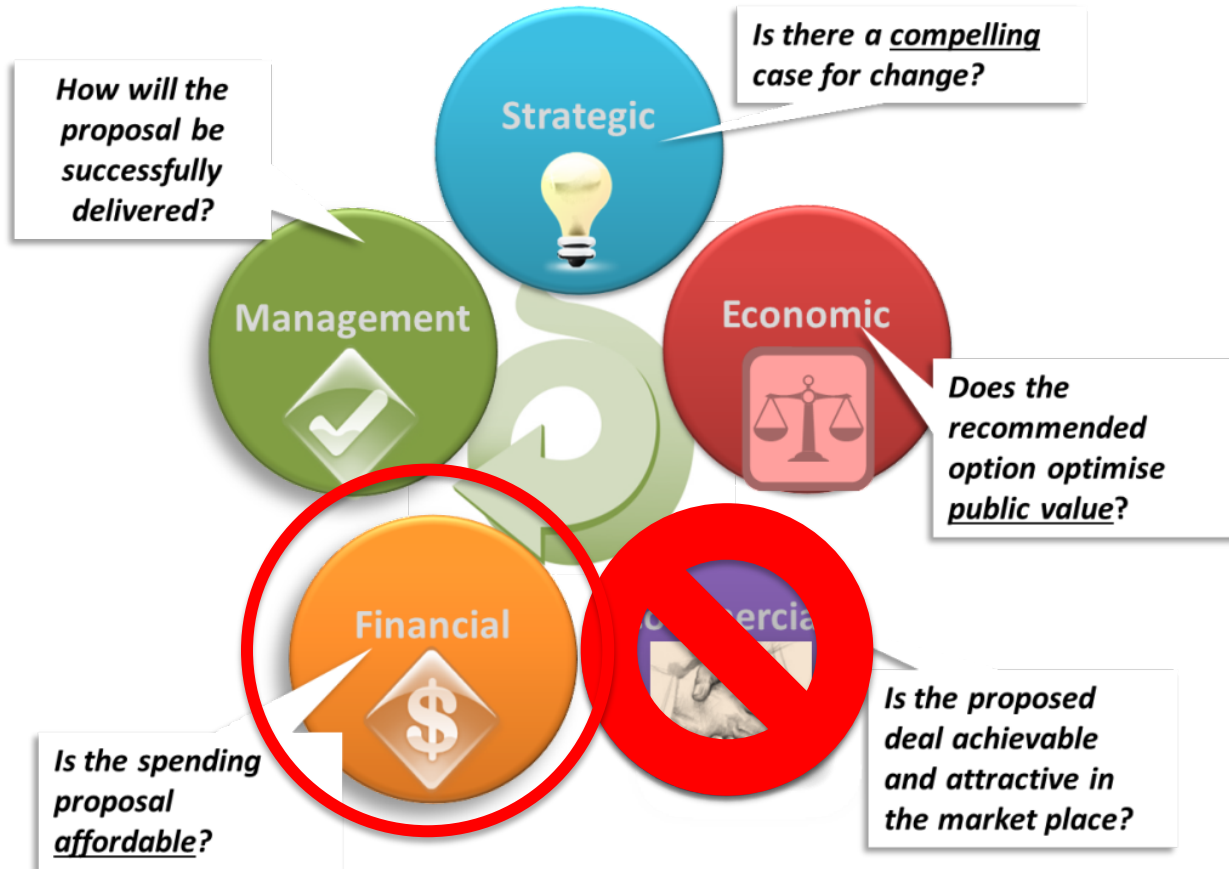 Strategic
Is there a compelling
case for change?
How will the
proposal be
successfully
delivered?
Management
Economic
Does the
recommended
option optimise
public value?
Financial
$
Is the spending
proposal
affordable?
Is the proposed
deal achievable
and attractive in
the market place?